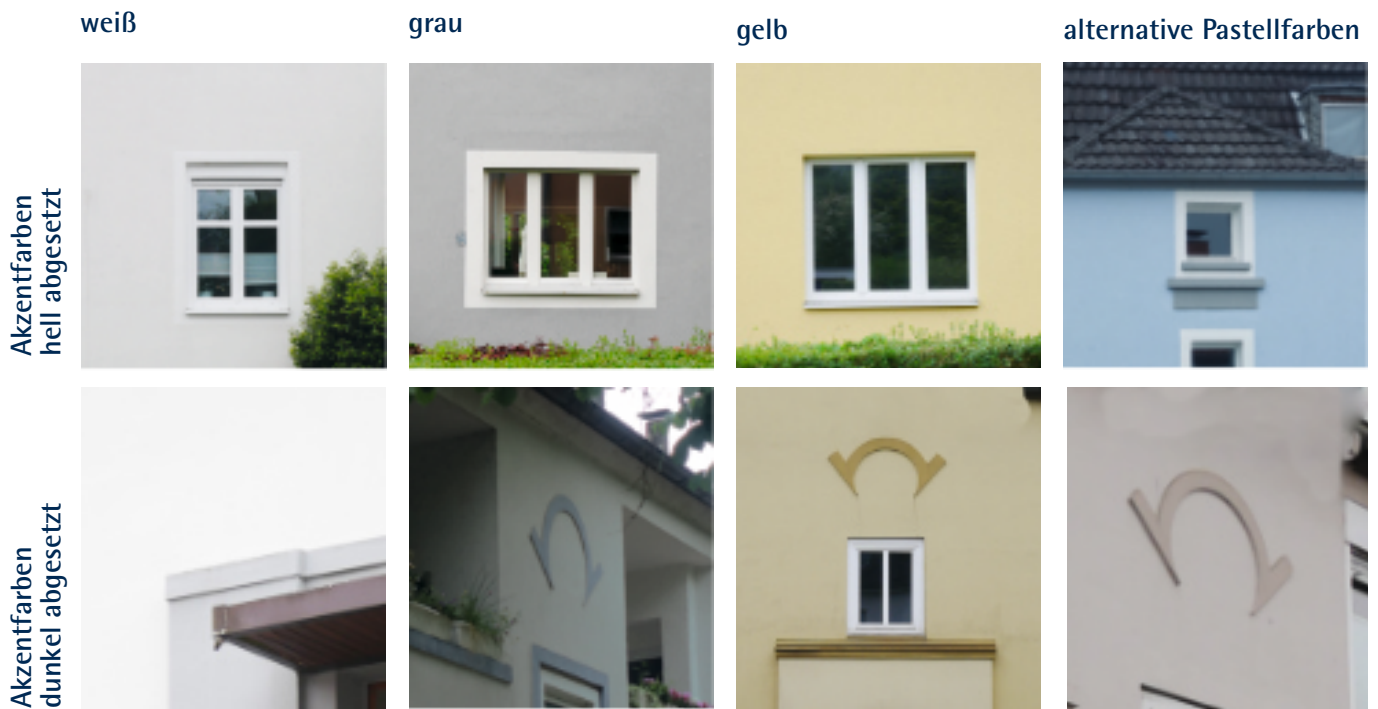 weiß
grau
gelb
alternative Pastellfarben
Akzentfarben
hell abgesetzt
Akzentfarben
dunkel abgesetzt